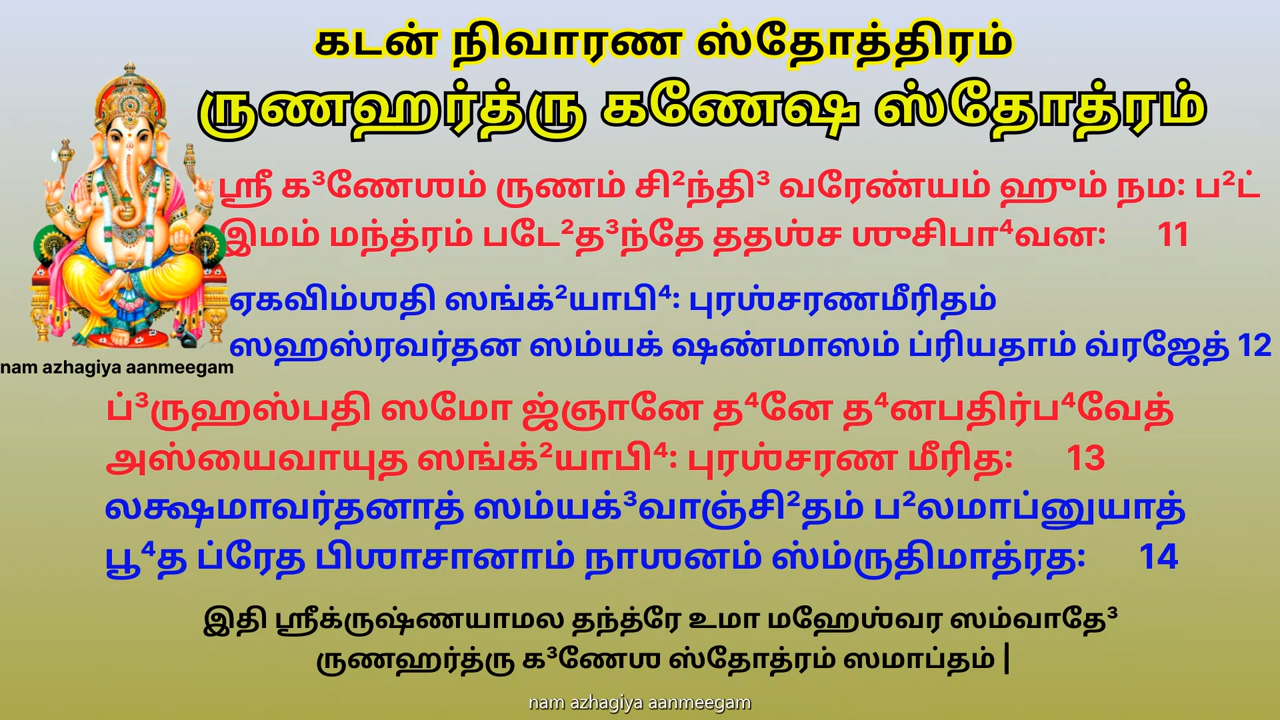 கடன் நிவாரண ஸ்தோத்திரம்
ருணஹர்த்ரு கணேஷ ஸ்தோத்ரம்
ஸ்ரீ க³ணேஶம் ருணம் சி²ந்தி³ வரேண்யம் ஹும் நம: ப²ட்
இமம் மந்த்ரம் படே²த³ந்தே ததஶ்ச ஶுசிபா⁴வன: 11
ஏகவிம்ஶதி ஸங்க்²யாபி⁴: புரஶ்சரணமீரிதம்
ஸஹஸ்ரவர்தன ஸம்யக் ஷண்மாஸம் ப்ரியதாம் வ்ரஜேத் 12
nam azhagiya aanmeegam
ப்³ருஹஸ்பதி ஸமோ ஜ்ஞானே த⁴னே த⁴னபதிர்ப⁴வேத்
அஸ்யைவாயுத ஸங்க்²யாபி⁴: புரஶ்சரண மீரித: 13
லக்ஷமாவர்தனாத் ஸம்யக்³வாஞ்சி²தம் ப²லமாப்னுயாத்
பூ⁴த ப்ரேத பிஶாசானாம் நாஶனம் ஸ்ம்ருதிமாத்ரத: 14
இதி ஸ்ரீக்ருஷ்ணயாமல தந்த்ரே உமா மஹேஶ்வர ஸம்வாதே³
ருணஹர்த்ரு க³ணேஶ ஸ்தோத்ரம் ஸமாப்தம் |
nam azhagiya aanmeegam